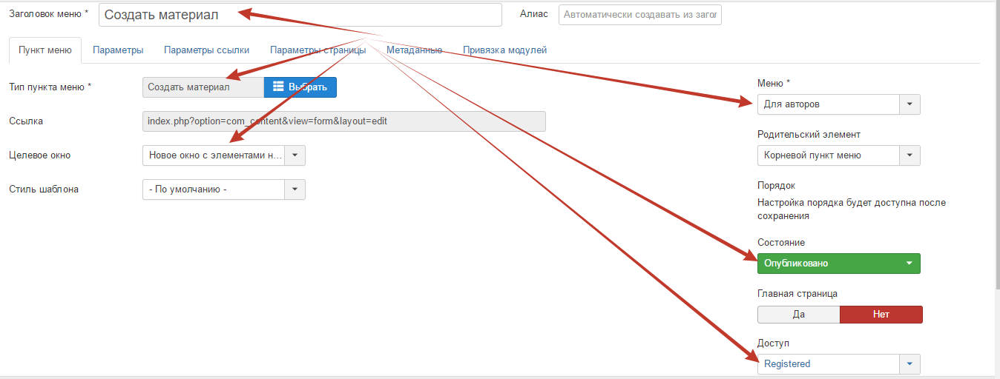 Заголовок меню * Создать материал Алиас Автоматически создавать из загол
Пункт меню Параметры Параметры ссылки Параметры страницы Метаданные Привязка модулей
Тип пункта меню * Создать материал Выбрать
Ссылка index.php?option=com_content&view=form&layout=edit
Целевое окно Новое окно с элементами н...
Стиль шаблона - По умолчанию -
Меню *
Для авторов
Родительский элемент
Корневой пункт меню
Порядок
Настройка порядка будет доступна после
сохранения
Состояние
Опубликовано
Главная страница
Да Нет
Доступ
Registered